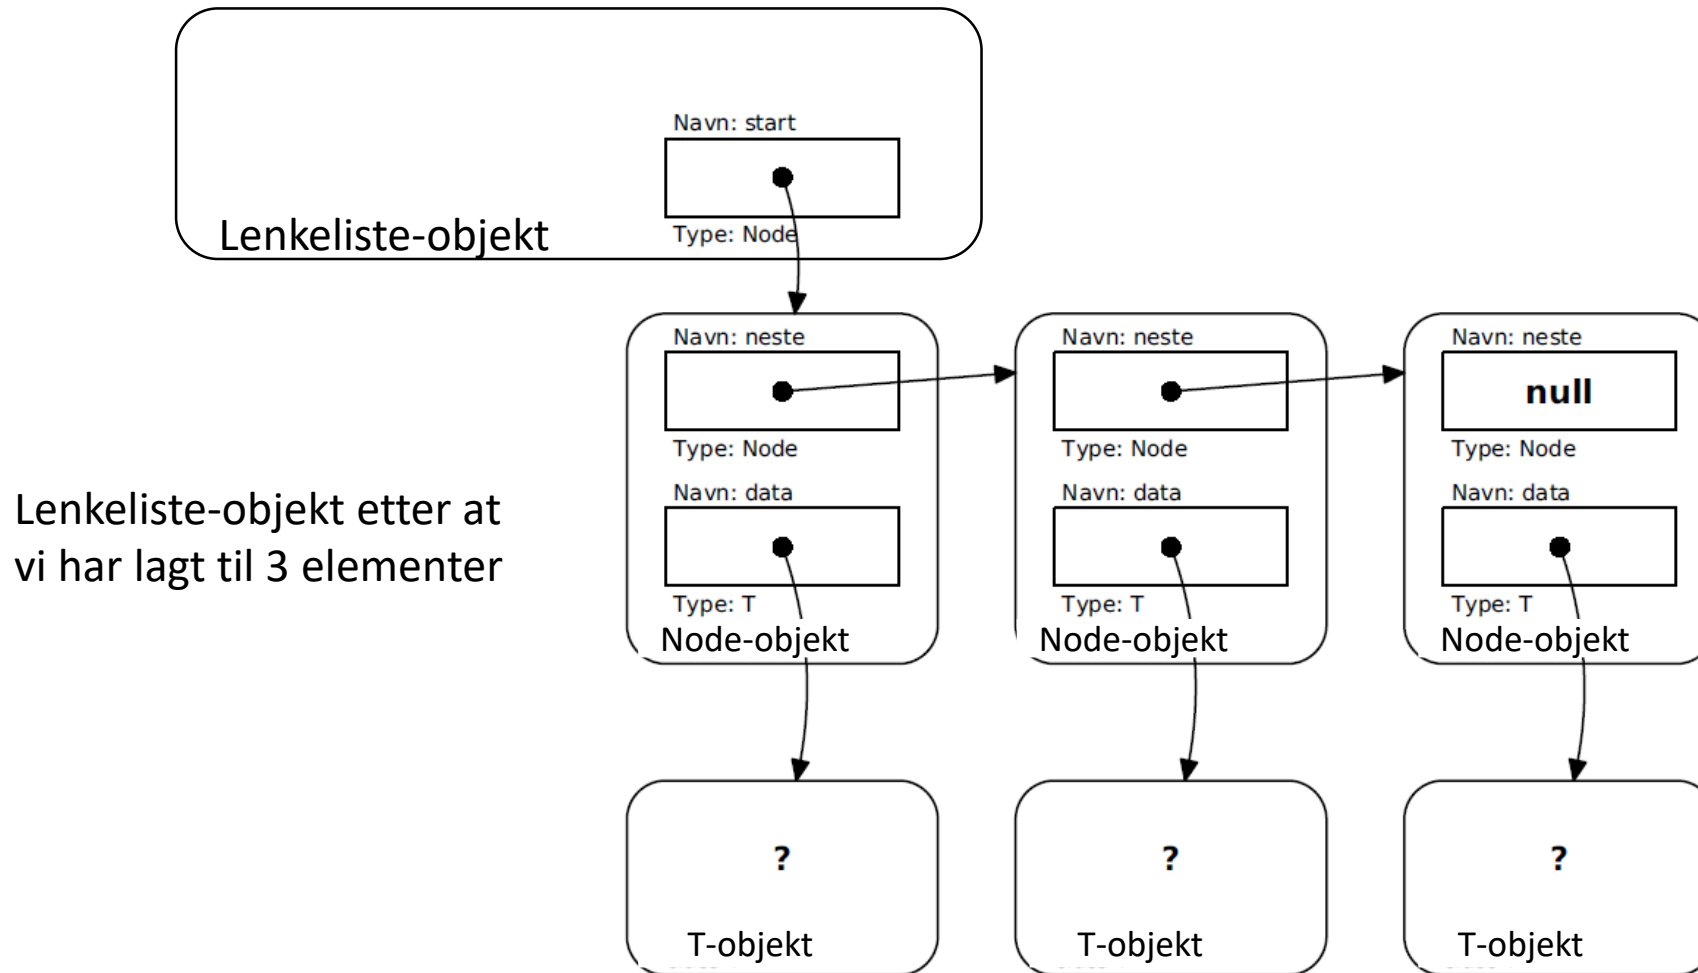 Navn: start
Type: Node
Lenkeliste-objekt
Navn: neste
Type: Node
Navn: data
Type: T
Node-objekt
Navn: neste
Type: Node
Navn: data
Type: T
Node-objekt
Navn: neste
null
Type: Node
Navn: data
Type: T
Node-objekt
Lenkeliste-objekt etter at
vi har lagt til 3 elementer
?
T-objekt
?
T-objekt
?
T-objekt